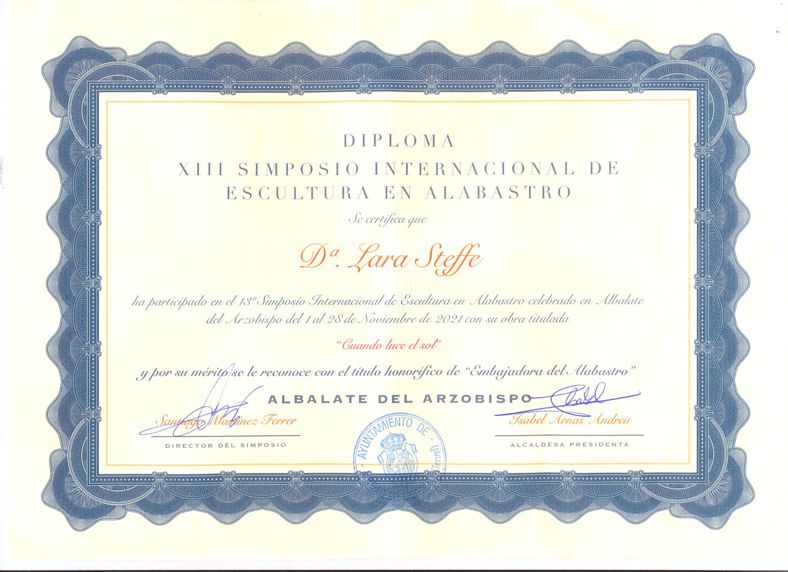 DIPLOMA
XIII SIMPOSIO INTERNACIONAL DE
ESCULTURA EN ALABASTRO
Se certifica que
Dª. Lara Steffe
ha participado en el 13º Simposio Internacional de Escultura en Alabastro celebrado en Albalate
del Arzobispo del 1 al 28 de Noviembre de 2021 con su obra titulada
"Cuando luce el sol"
y por su mérito se le reconoce con el título honorífico de "Embajadora del Alabastro"
ALBALATE DEL ARZOBISPO
Santiago Martínez Ferrer
DIRECTOR DEL SIMPOSIO
Isabel Arnas Andreu
ALCALDESA PRESIDENTA
AYUNTAMIENTO DE
(Teruel)